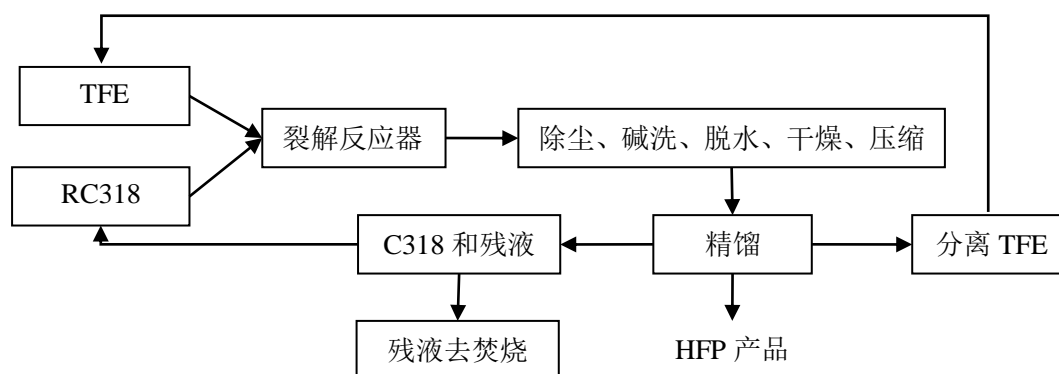 TFE
裂解反应器
除尘、碱洗、脱水、干燥、压缩
RC318
C318 和残液
精馏
分离 TFE
残液去焚烧
HFP 产品